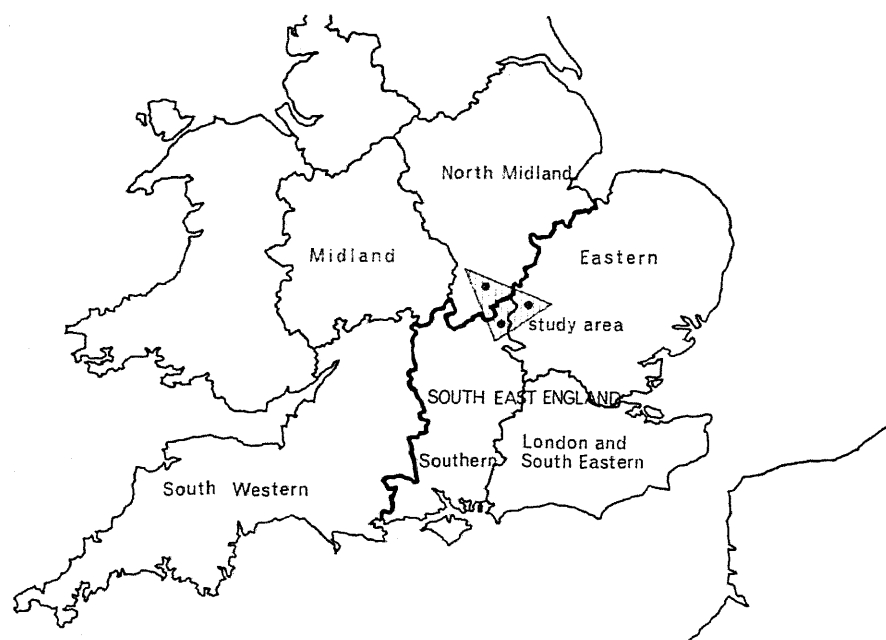 North Midland
Midland
Eastern
study area
SOUTH EAST ENGLAND
London and
South Eastern
Southern
South Western